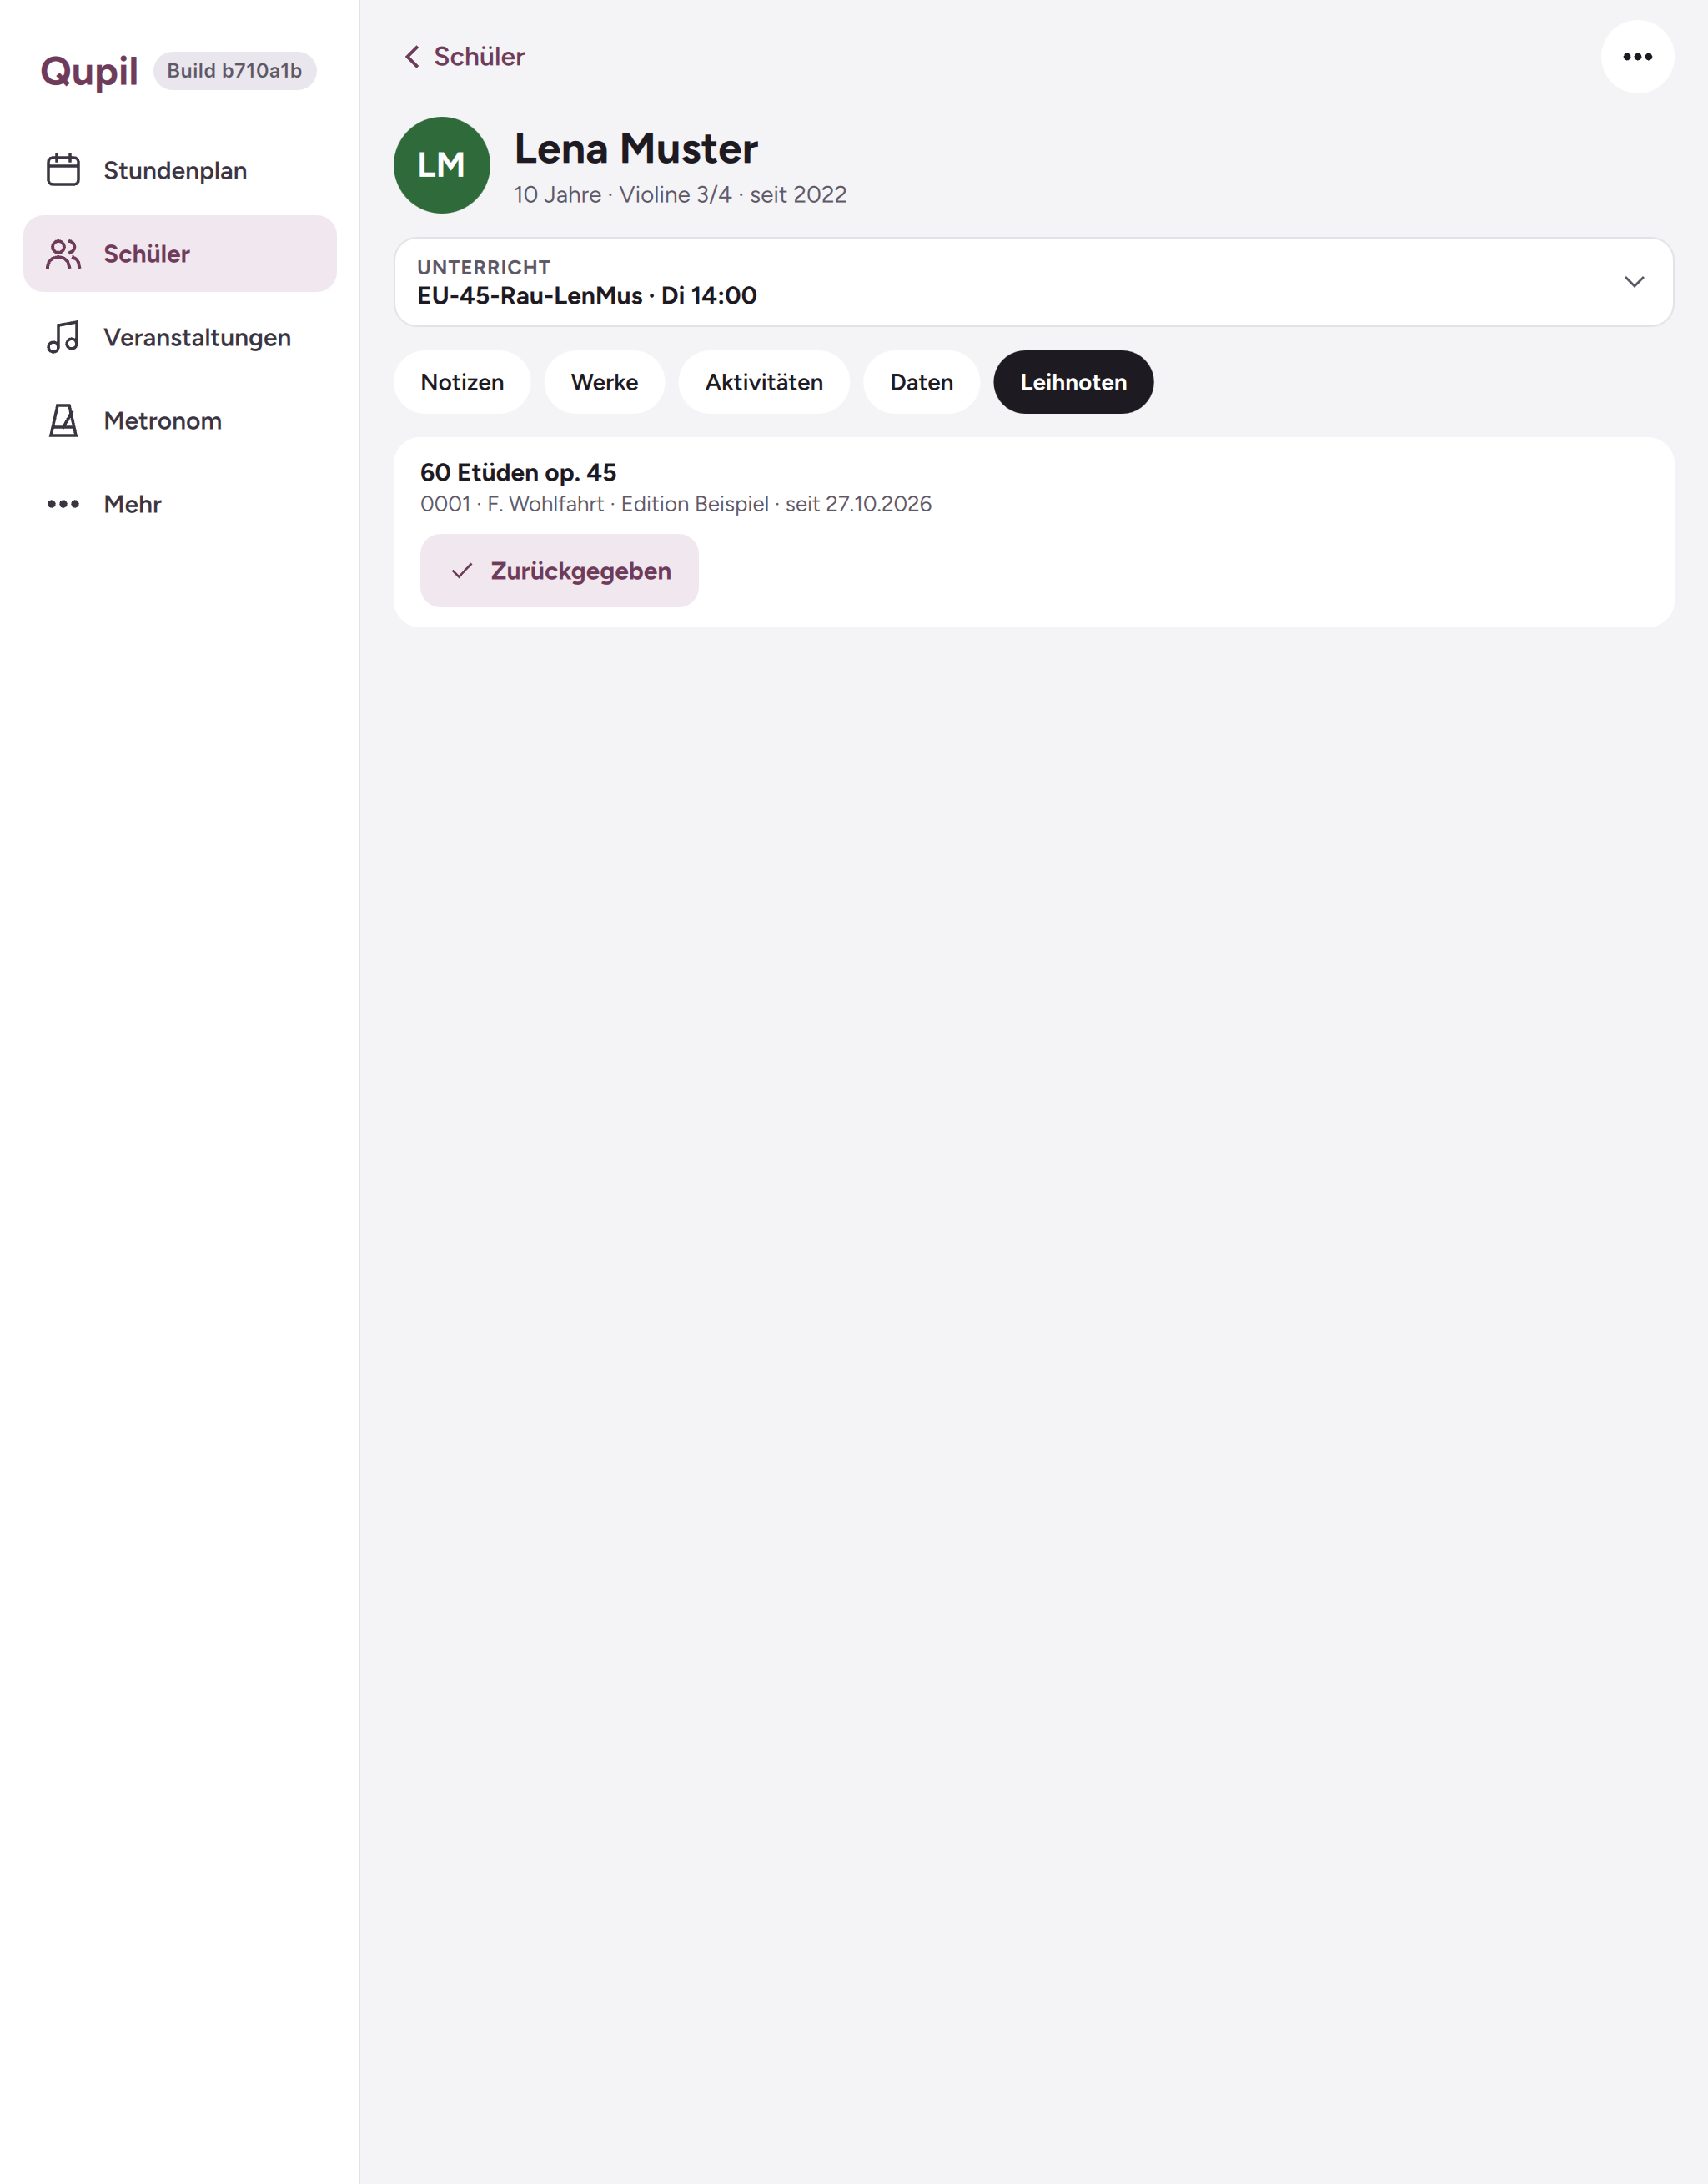 Qupil
Build b710a1b
Stundenplan
Schüler
Veranstaltungen
Metronom
Mehr
Schüler
LM
Lena Muster
10 Jahre · Violine 3/4 · seit 2022
UNTERRICHT
EU-45-Rau-LenMus · Di 14:00
Notizen
Werke
Aktivitäten
Daten
Leihnoten
60 Etüden op. 45
0001 · F. Wohlfahrt · Edition Beispiel · seit 27.10.2026
Zurückgegeben